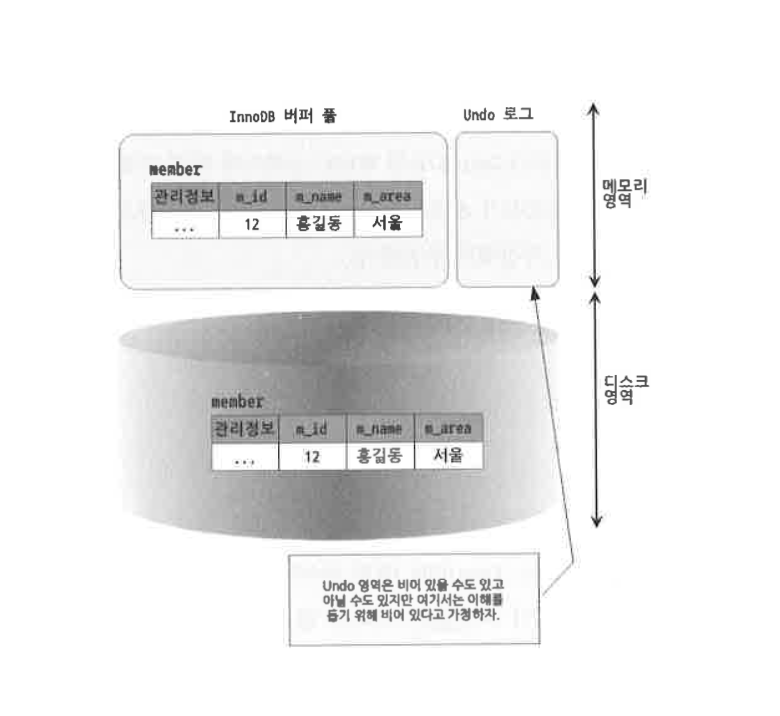 InnoDB 버퍼 풀
Undo 로그
member
관리정보 m_id m_name m_area
... 12 홍길동 서울
메모리
영역
member
관리정보 m_id m_name m_area
... 12 홍길동 서울
디스크
영역
Undo 영역은 비어 있을 수도 있고
아닐 수도 있지만 여기서는 이해를
돕기 위해 비어 있다고 가정하자.